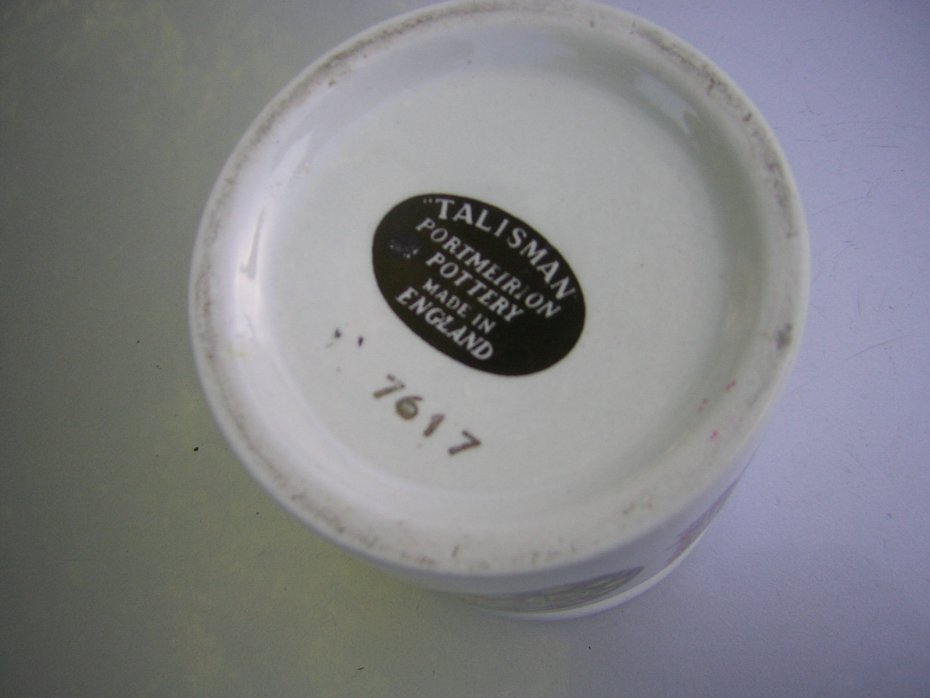 "TALISMAN"
PORTMEIRION
POTTERY
MADE IN
ENGLAND
7617